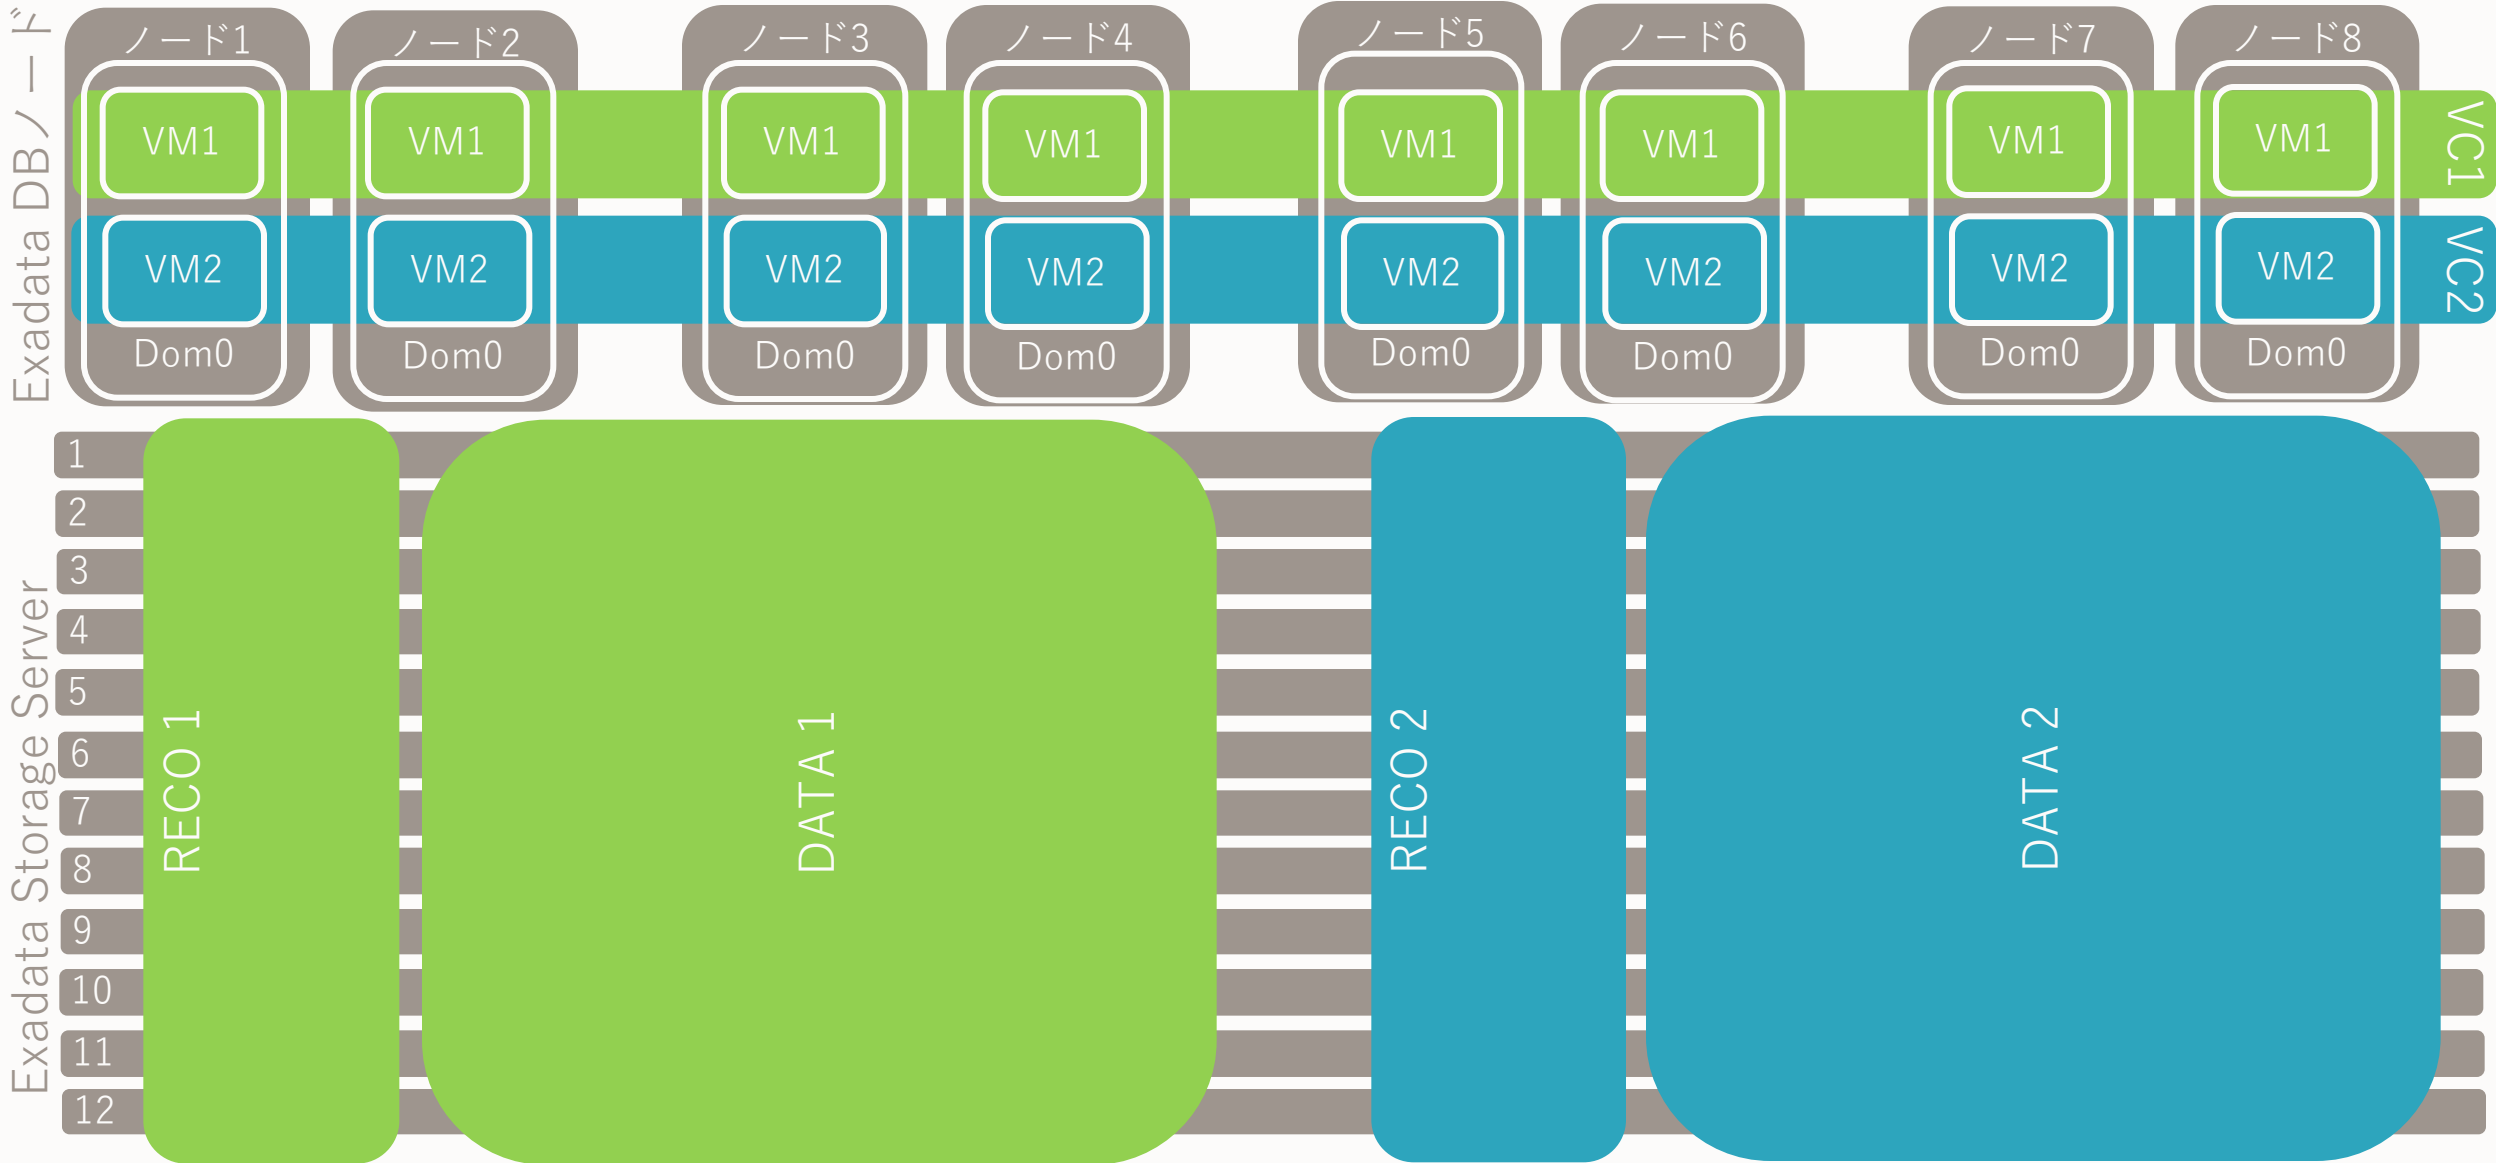 Exadata DBノード
ノード1
ノード2
ノード3
ノード4
ノード5
ノード6
ノード7
ノード8
VM1
VM1
VM1
VM1
VM1
VM1
VM1
VM1
VC1
VM2
VM2
VM2
VM2
VM2
VM2
VM2
VM2
VC2
Dom0
Dom0
Dom0
Dom0
Dom0
Dom0
Dom0
Dom0
Exadata Storage Server
1
2
3
4
5
6
7
8
9
10
11
12
RECO 1
DATA 1
RECO 2
DATA 2